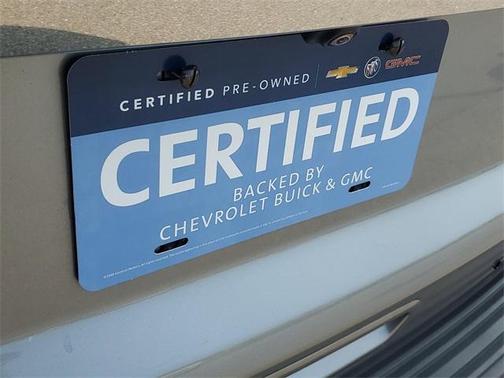 CERTIFIED PRE-OWNED GMC
CERTIFIED
BACKED BY
CHEVROLET BUICK & GMC